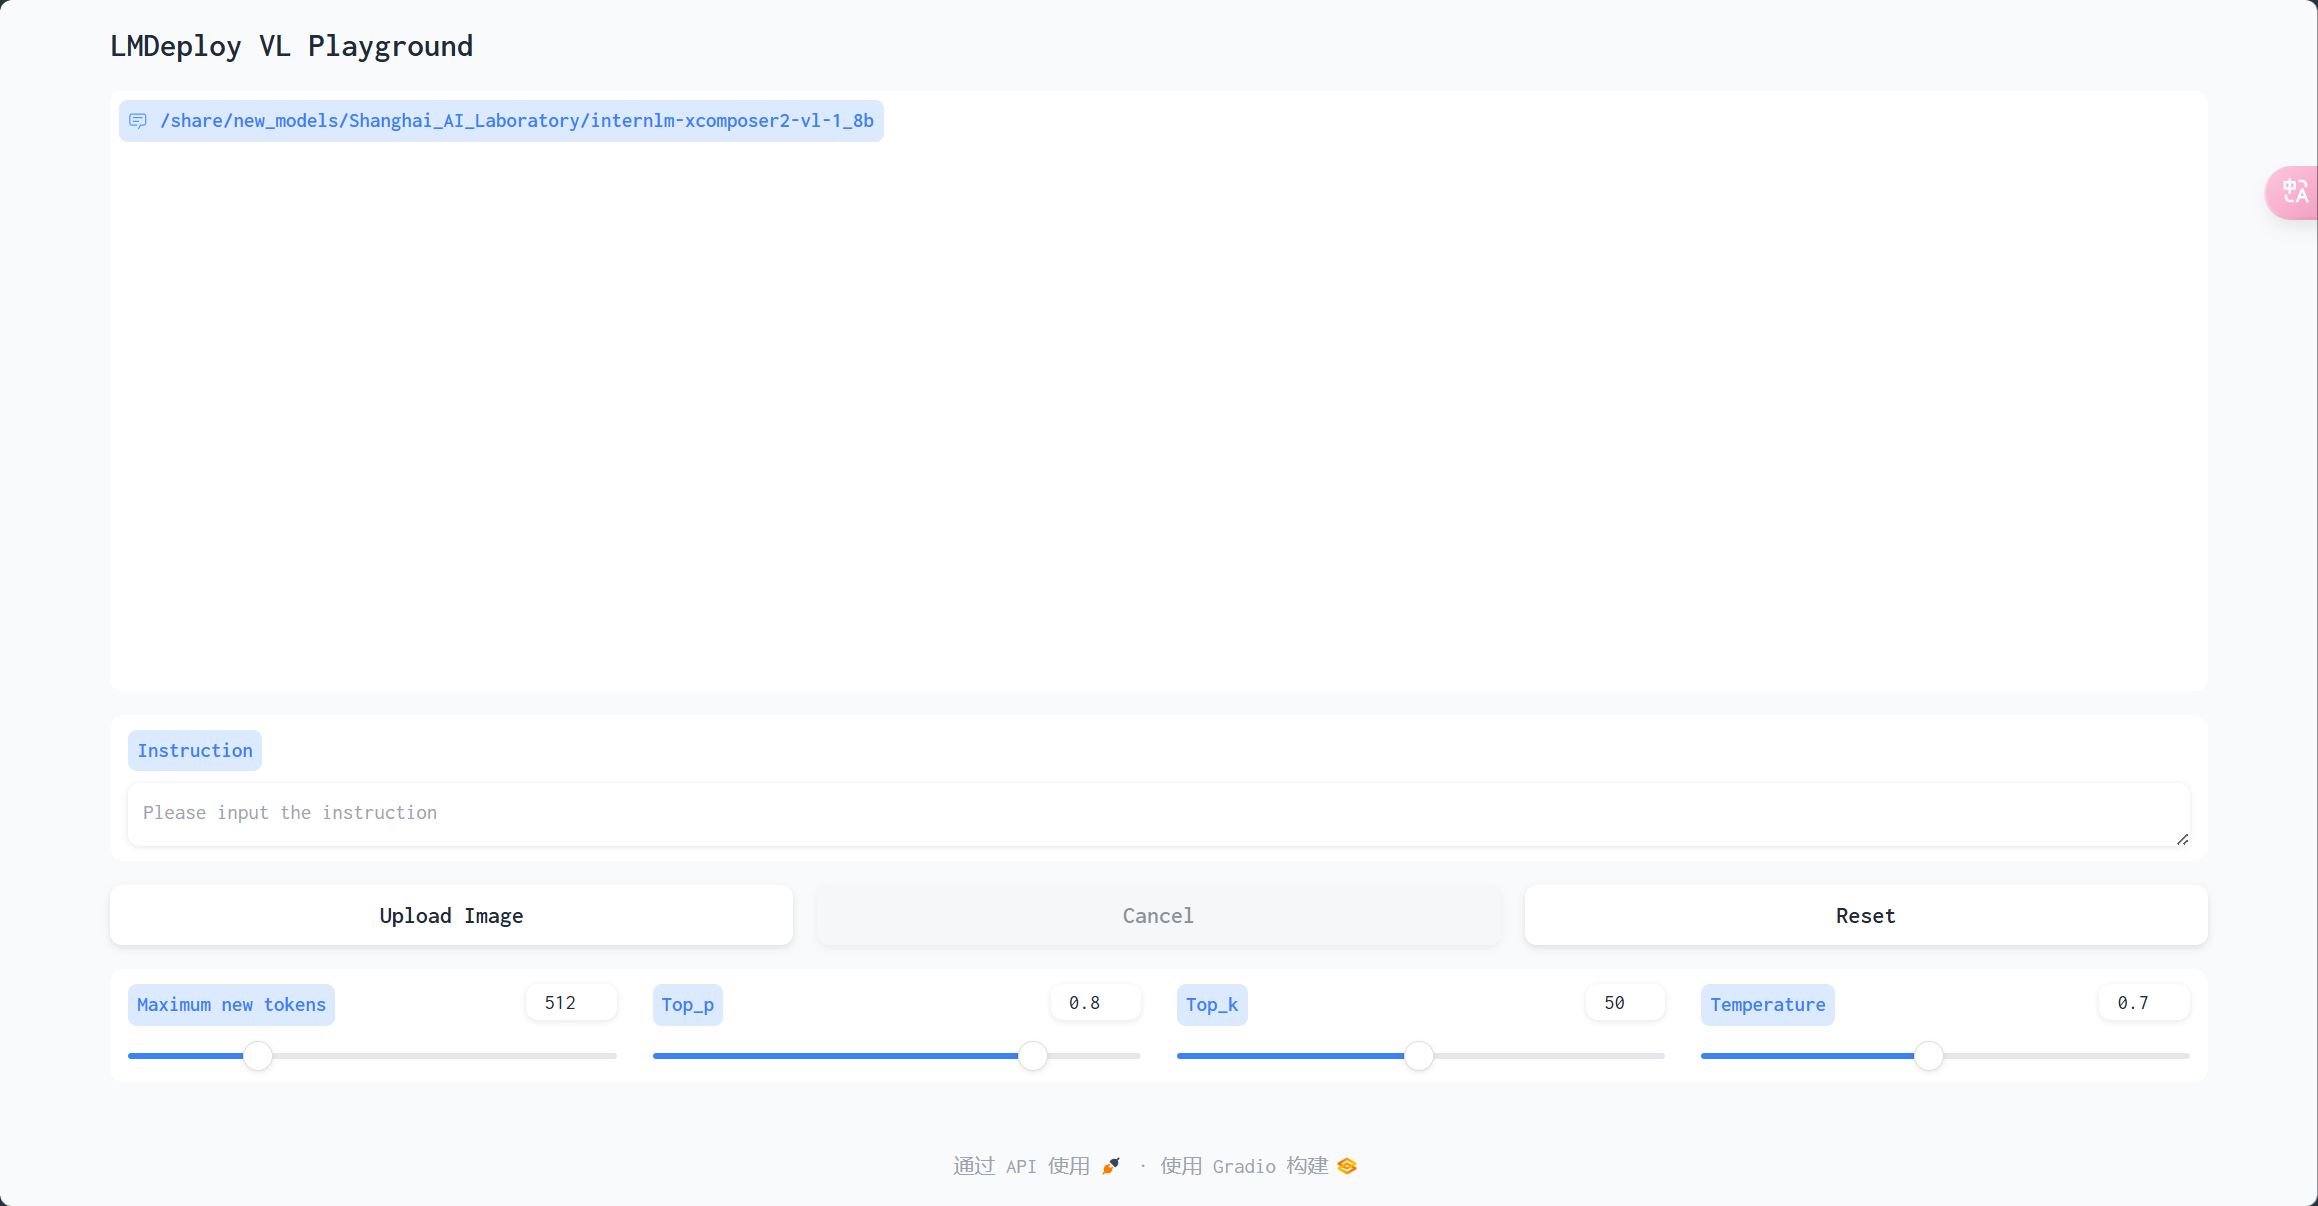 LMDeploy VL Playground
/share/new_models/Shanghai_AI_Laboratory/internlm-xcomposer2-vl-1_8b
中A
Instruction
Please input the instruction
Upload Image Cancel Reset
Maximum new tokens 512 Top_p 0.8 Top_k 50 Temperature 0.7
通过 API 使用 · 使用 Gradio 构建